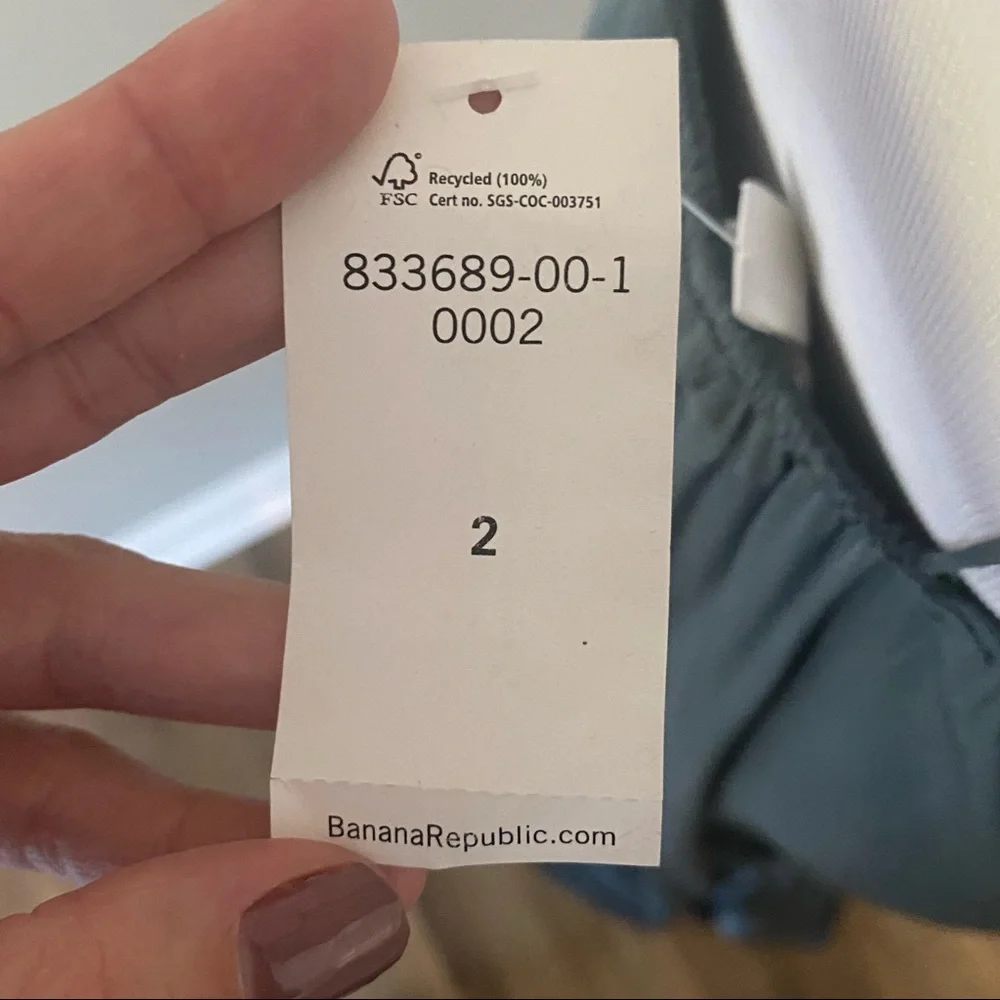 FSC Recycled (100%)
Cert no. SGS-COC-003751
833689-00-1
0002
2
BananaRepublic.com